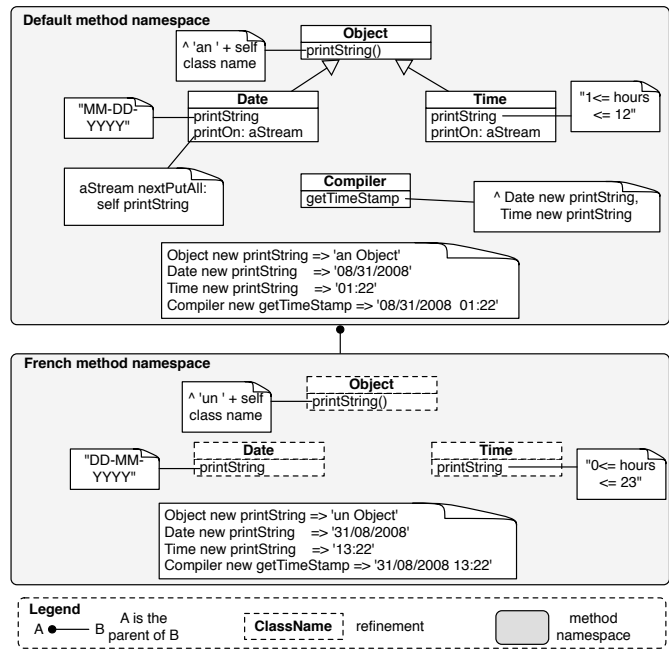 Default method namespace
Object
printString()
^ 'an ' + self
class name
Date
printString
printOn: aStream
"MM-DD-
YYYY"
Time
printString
printOn: aStream
"1<= hours
<= 12"
aStream nextPutAll:
self printString
Compiler
getTimeStamp
^ Date new printString,
Time new printString
Object new printString => 'an Object'
Date new printString => '08/31/2008'
Time new printString => '01:22'
Compiler new getTimeStamp => '08/31/2008 01:22'
French method namespace
Object
printString()
^ 'un ' + self
class name
Date
printString
"DD-MM-
YYYY"
Time
printString
"0<= hours
<= 23"
Object new printString => 'un Object'
Date new printString => '31/08/2008'
Time new printString => '13:22'
Compiler new getTimeStamp => '31/08/2008 13:22'
Legend
A B
A is the
parent of B
ClassName
refinement
method
namespace